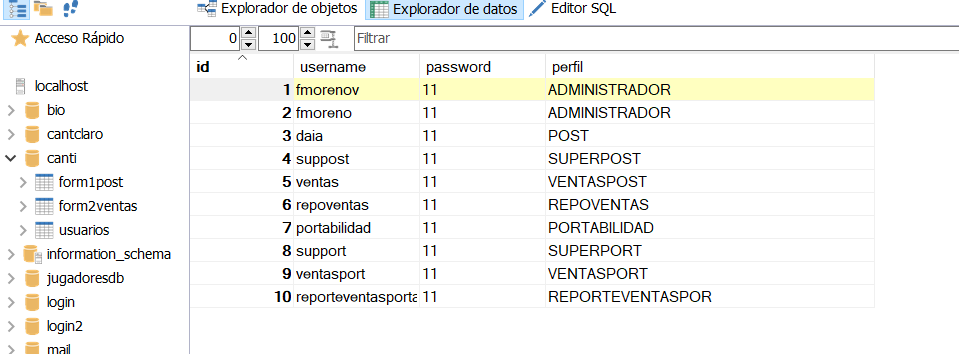 Explorador de objetos Explorador de datos Editor SQL
Acceso Rápido
0 100 Filtrar
id username password perfil
localhost
bio
cantclaro
canti
form1post
form2ventas
usuarios
information_schema
jugadoresdb
login
login2
mail
1 fmorenov 11 ADMINISTRADOR
2 fmoreno 11 ADMINISTRADOR
3 daia 11 POST
4 suppost 11 SUPERPOST
5 ventas 11 VENTASPOST
6 repoventas 11 REPOVENTAS
7 portabilidad 11 PORTABILIDAD
8 support 11 SUPERPORT
9 ventasport 11 VENTASPORT
10 reporteventasporta 11 REPORTEVENTASPOR